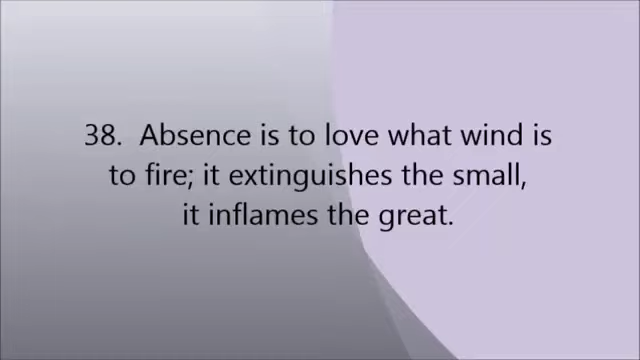 38. Absence is to love what wind is
to fire; it extinguishes the small,
it inflames the great.